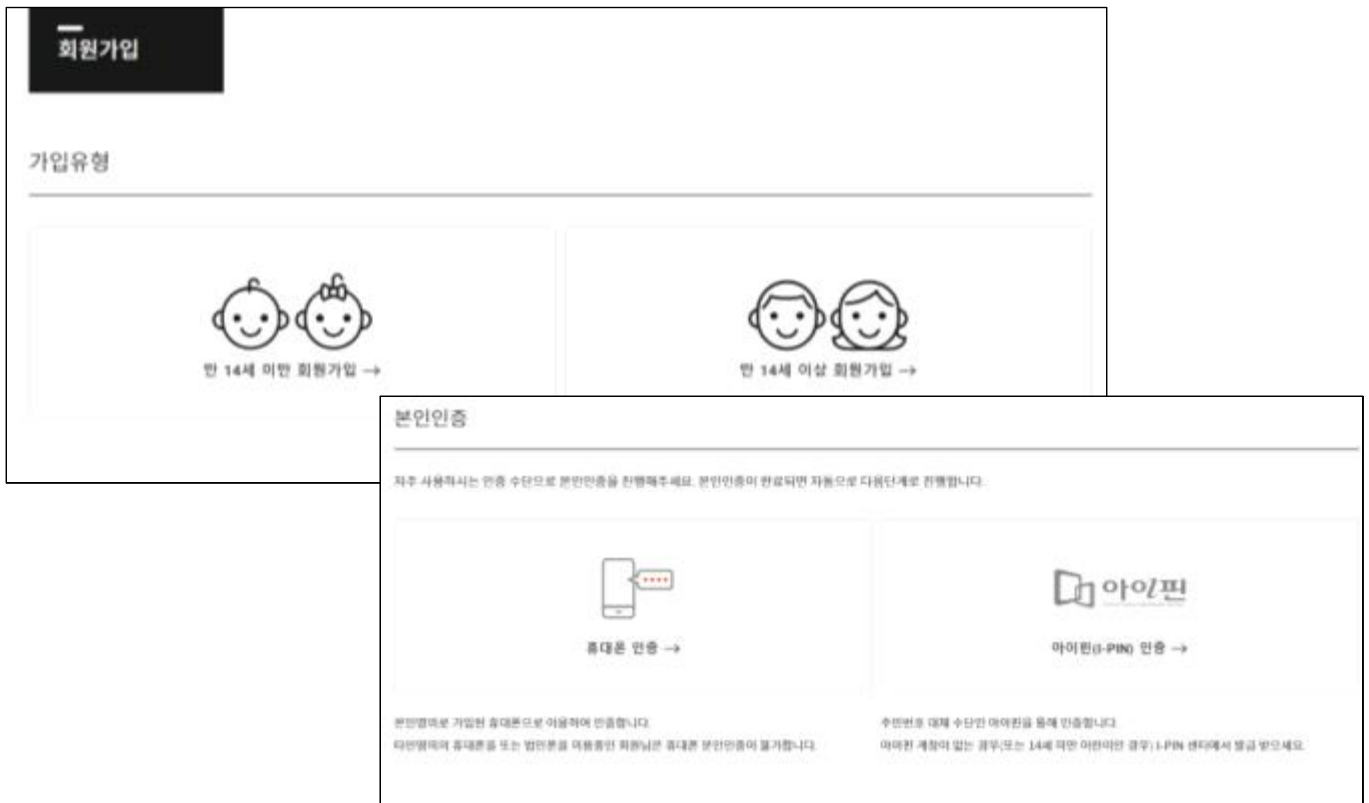 회원가입
가입유형
만 14세 미만 회원가입 →
만 14세 이상 회원가입 →
본인인증
자주 사용하시는 인증 수단으로 본인인증을 진행해주세요. 본인인증이 완료되면 자동으로 다음단계로 진행합니다.
아이핀
휴대폰 인증 →
아이핀(I-PIN) 인증 →
본인명의로 가입된 휴대폰으로 이용하여 인증합니다.
타인명의의 휴대폰을 또는 법인폰을 이용중인 회원님은 휴대폰 본인인증이 불가합니다.
주민번호 대체 수단인 아이핀을 통해 인증합니다.
아이핀 계정이 없는 경우(또는 14세 미만 어린이인 경우) I-PIN 센터에서 발급 받으세요.